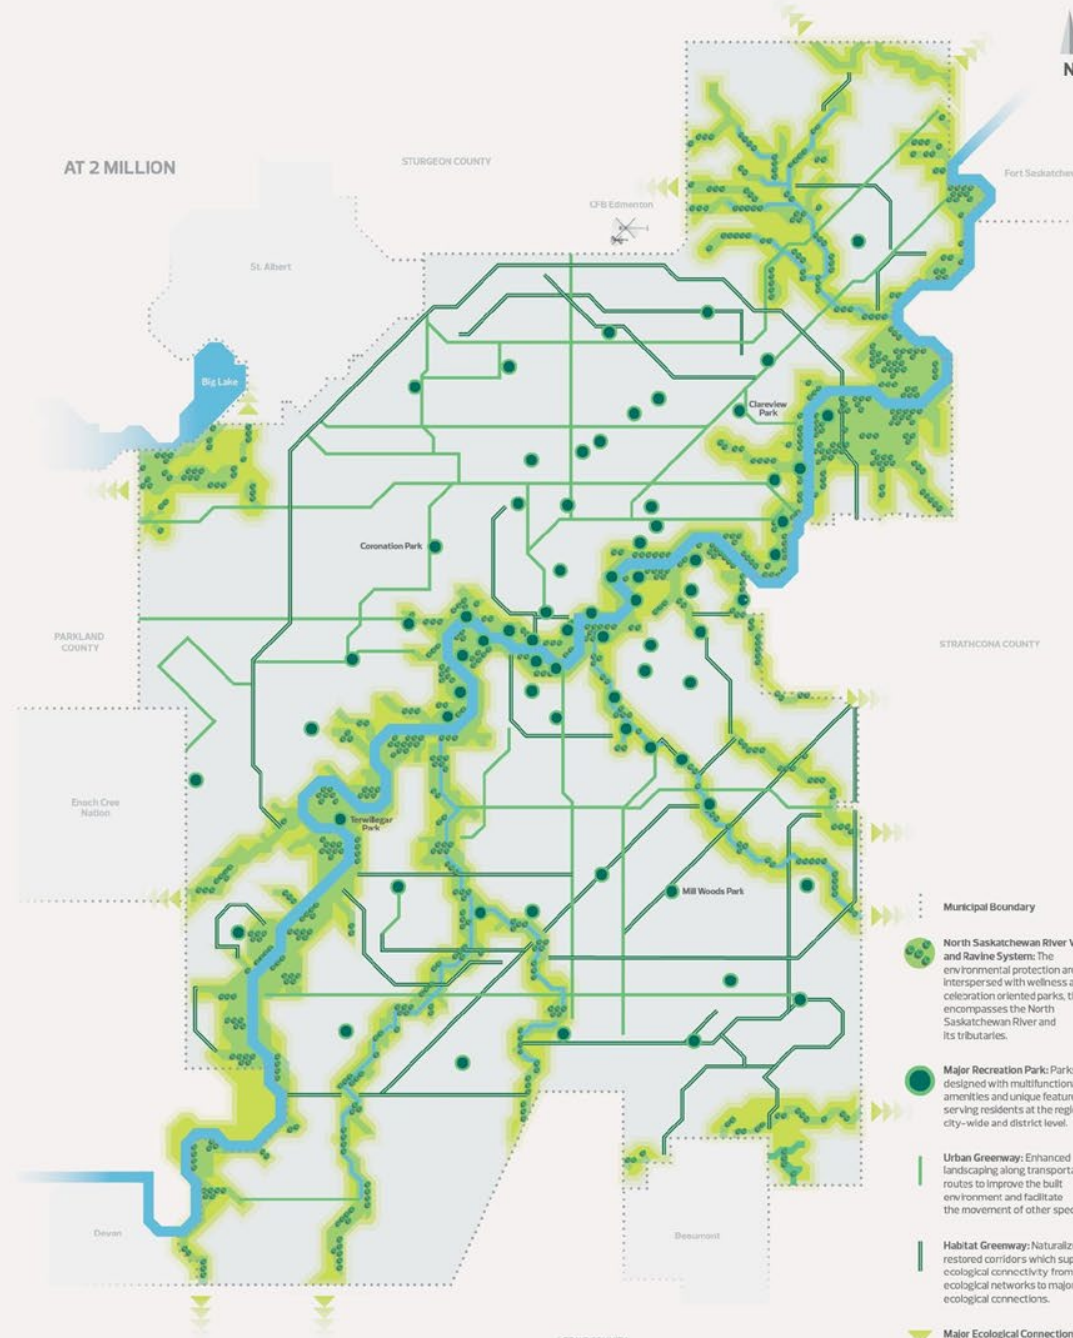 N
AT 2 MILLION
STURGEON COUNTY
Fort Saskatchew
CFB Edmonton
St. Albert
Big Lake
Clareview
Park
Coronation Park
PARKLAND
COUNTY
STRATHCONA COUNTY
Enoch Cree
Nation
Terwillegar
Park
Mill Woods Park
Municipal Boundary
North Saskatchewan River V
and Ravine System: The
environmental protection are
interspersed with wellness a
celebration oriented parks, th
encompasses the North
Saskatchewan River and
its tributaries.
Major Recreation Park: Parks
designed with multifunction
amenities and unique feature
serving residents at the regi
city-wide and district level.
Urban Greenway: Enhanced
landscaping along transporta
routes to improve the built
environment and facilitate
the movement of other spec
Devon
Beaumont
Habitat Greenway: Naturaliz
restored corridors which sup
ecological connectivity from
ecological networks to major
ecological connections.
Major Ecological Connection